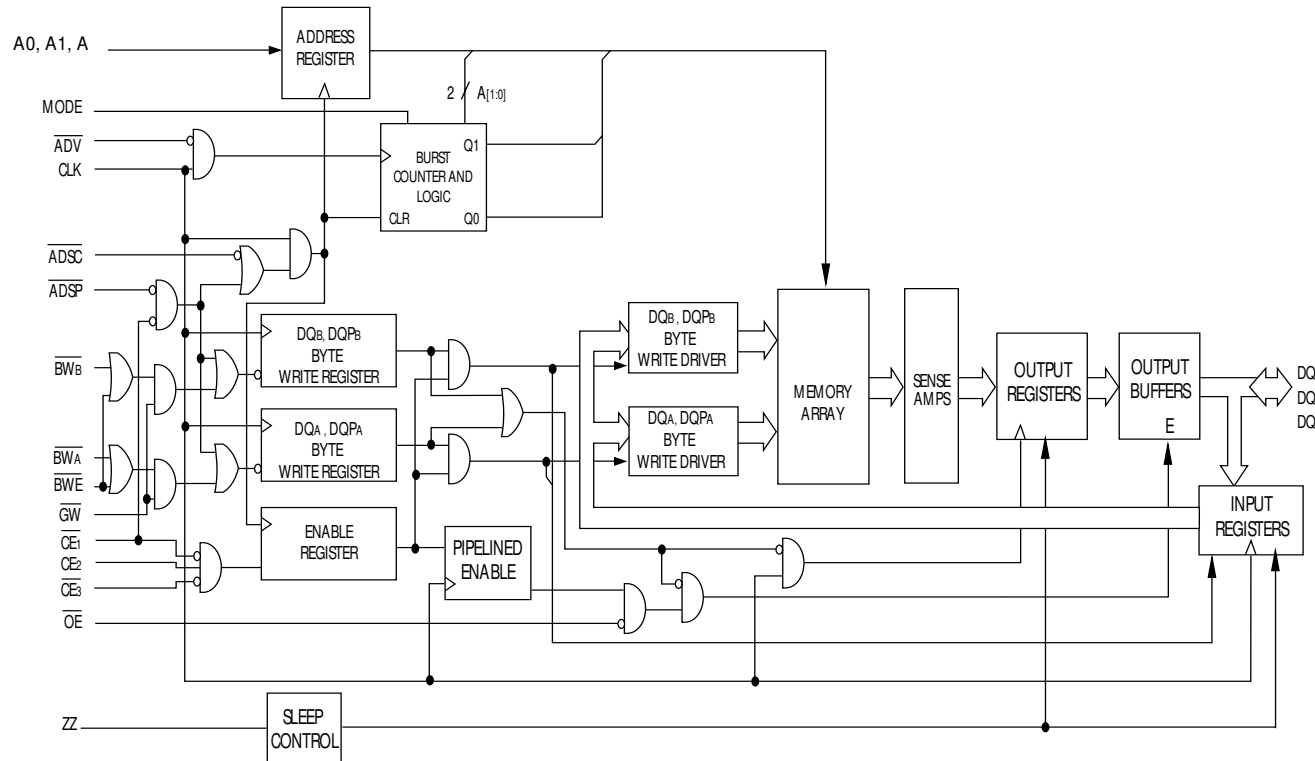 A0, A1, A
ADDRESS
REGISTER
MODE
2
A[1:0]
ADV
CLK
BURST
COUNTER AND
LOGIC
Q1
CLR
Q0
ADSC
ADSP
DQB, DQPB
BYTE
WRITE REGISTER
DQB, DQPB
BYTE
WRITE DRIVER
MEMORY
ARRAY
SENSE
AMPS
OUTPUT
REGISTERS
OUTPUT
BUFFERS
E
DQ
DQ
DQ
BWB
DQA, DQPA
BYTE
WRITE REGISTER
DQA, DQPA
BYTE
WRITE DRIVER
BWA
BWE
GW
CE1
CE2
CE3
ENABLE
REGISTER
PIPELINED
ENABLE
INPUT
REGISTERS
OE
ZZ
SLEEP
CONTROL